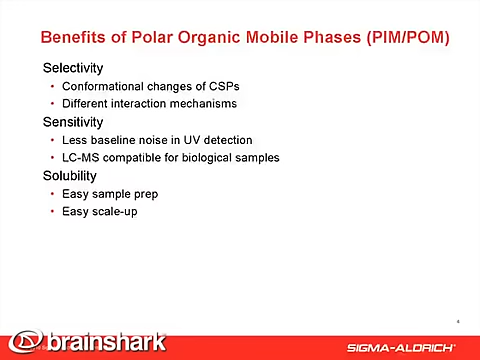 Benefits of Polar Organic Mobile Phases (PIM/POM)
Selectivity
• Conformational changes of CSPs
• Different interaction mechanisms
Sensitivity
• Less baseline noise in UV detection
• LC-MS compatible for biological samples
Solubility
• Easy sample prep
• Easy scale-up
brainshark
SIGMA-ALDRICH